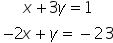 x + 3y = 1
−2x + y = −23